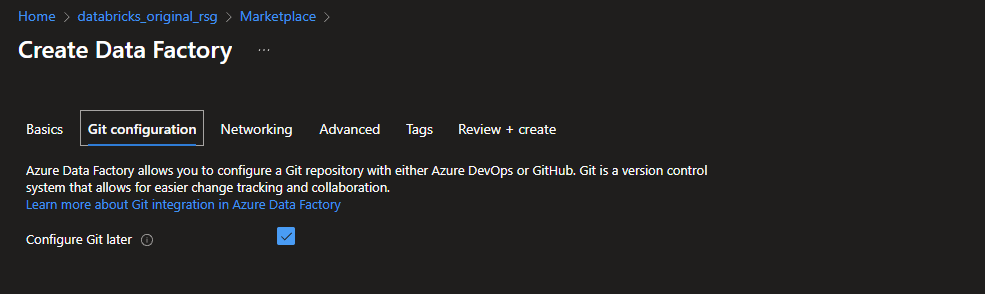 Home > databricks_original_rsg > Marketplace >
Create Data Factory ...
Basics Git configuration Networking Advanced Tags Review + create
Azure Data Factory allows you to configure a Git repository with either Azure DevOps or GitHub. Git is a version control
system that allows for easier change tracking and collaboration.
Learn more about Git integration in Azure Data Factory
Configure Git later